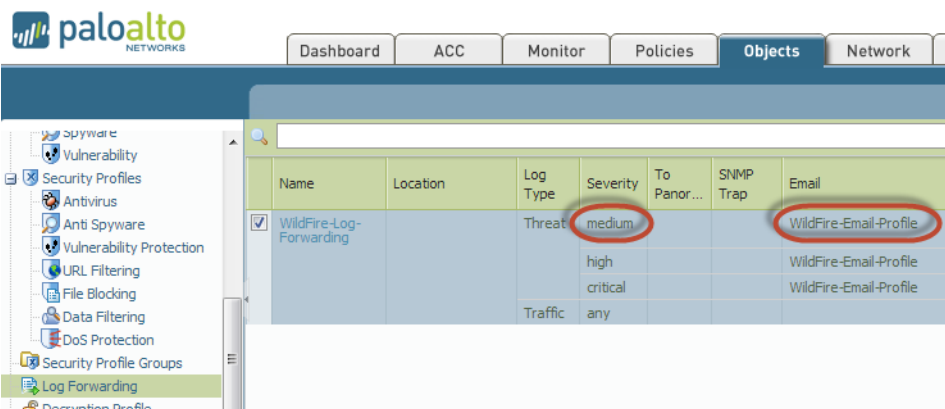 paloalto
NETWORKS
Dashboard ACC Monitor Policies Objects Network
Spyware
Vulnerability
Security Profiles
Antivirus
Anti Spyware
Vulnerability Protection
URL Filtering
File Blocking
Data Filtering
DoS Protection
Security Profile Groups
Log Forwarding
Decryption Profile
Name Location Log Type Severity To Panor... SNMP Trap Email
WildFire-Log-Forwarding Threat medium WildFire-Email-Profile
high WildFire-Email-Profile
critical WildFire-Email-Profile
Traffic any